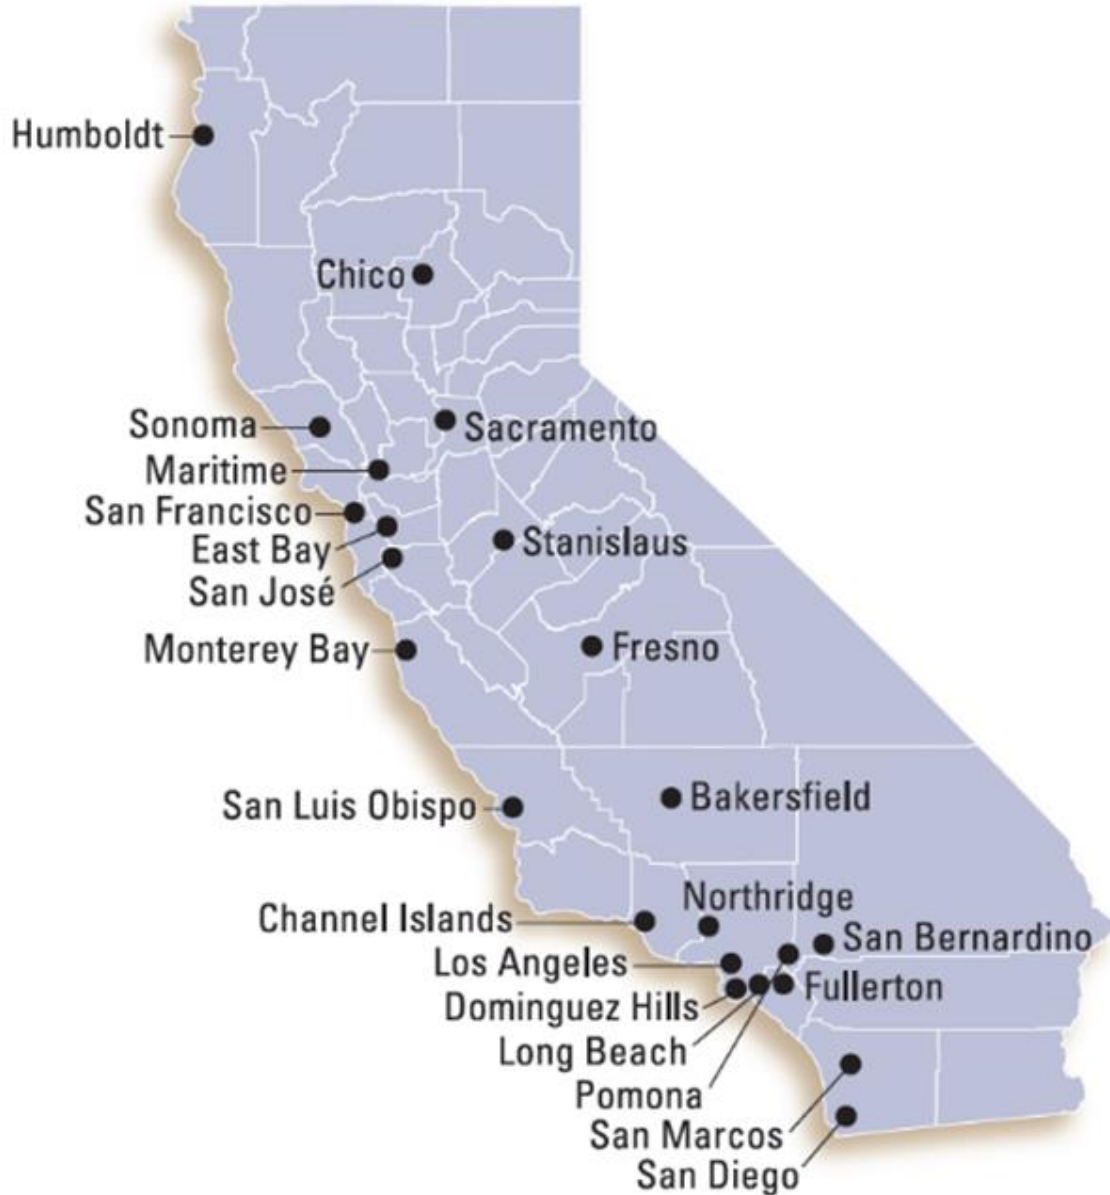 Humboldt
Chico
Sonoma
Sacramento
Maritime
San Francisco
East Bay
Stanislaus
San José
Monterey Bay
Fresno
San Luis Obispo
Bakersfield
Northridge
Channel Islands
San Bernardino
Los Angeles
Fullerton
Dominguez Hills
Long Beach
Pomona
San Marcos
San Diego